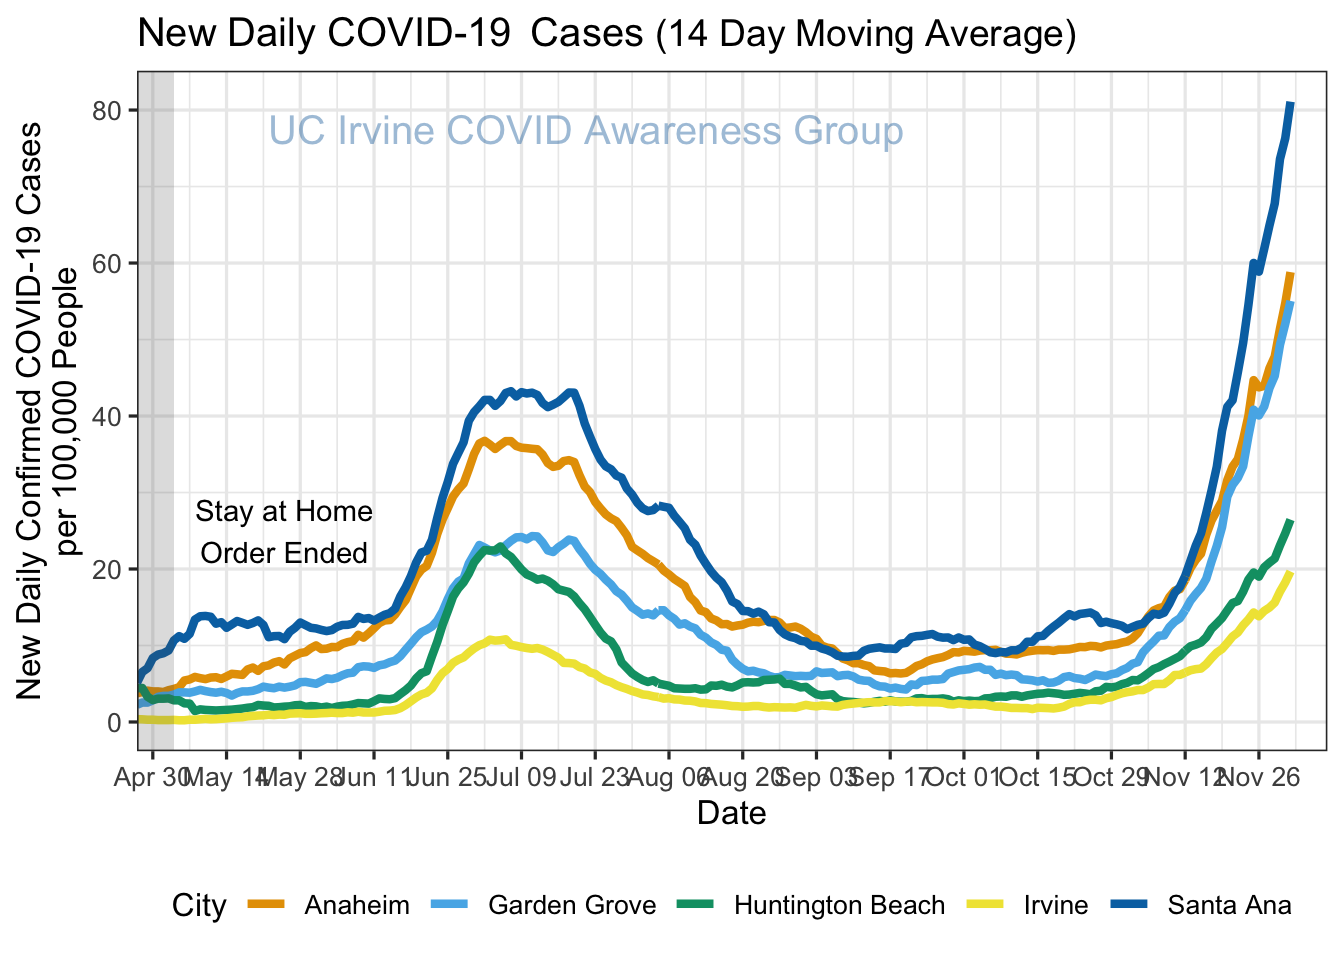 New Daily COVID-19  Cases (14 Day Moving Average)
UC Irvine COVID Awareness Group
New Daily Confirmed COVID-19 Cases
per 100,000 People
80
60
40
20
0
Stay at Home
Order Ended
Apr 30 May 14 May 28 Jun 11 Jun 25 Jul 09 Jul 23 Aug 06 Aug 20 Sep 03 Sep 17 Oct 01 Oct 15 Oct 29 Nov 12 Nov 26
Date
City Anaheim Garden Grove Huntington Beach Irvine Santa Ana